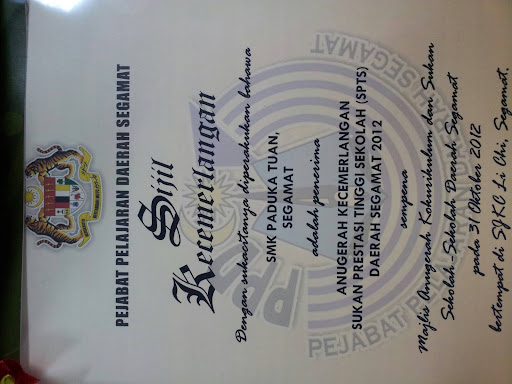 PEJABAT PELAJARAN DAERAH SEGAMAT
Sijil
Kecemerlangan
Dengan sukacitanya diperakukan bahawa
SMK PADUKA TUAN,
SEGAMAT
adalah penerima
ANUGERAH KECEMERLANGAN
SUKAN PRESTASI TINGGI SEKOLAH (SPTS)
DAERAH SEGAMAT 2012
sempena
Majlis Anugerah Kokurikulum dan Sukan
Sekolah-Sekolah Daerah Segamat
pada 31 Oktober 2012
bertempat di SJKC Li Chi, Segamat.